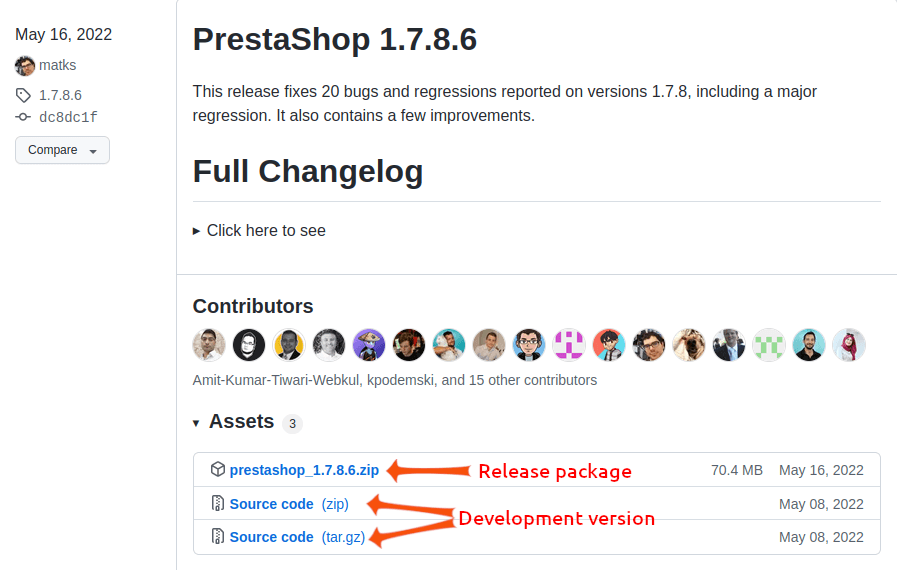 May 16, 2022
matks
1.7.8.6
dc8dc1f
Compare
PrestaShop 1.7.8.6
This release fixes 20 bugs and regressions reported on versions 1.7.8, including a major
regression. It also contains a few improvements.
Full Changelog
Click here to see
Contributors
Amit-Kumar-Tiwari-Webkul, kpodemski, and 15 other contributors
Assets 3
prestashop_1.7.8.6.zip Release package 70.4 MB May 16, 2022
Source code (zip) May 08, 2022
Development version
Source code (tar.gz) May 08, 2022